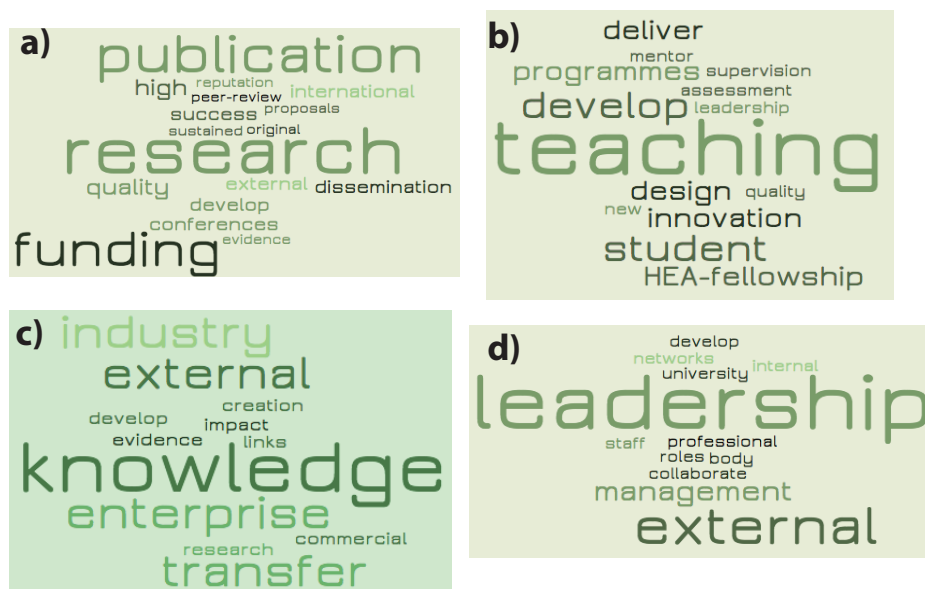 a)
publication
high reputation
peer-review international
success proposals
sustained original
research
quality external dissemination
develop
conferences
funding evidence
b)
deliver
mentor
programmes supervision
assessment
develop leadership
teaching
design quality
new innovation
student
HEA-fellowship
c)
industry
external
creation
develop impact
evidence links
knowledge
enterprise
commercial
research
transfer
d)
develop
networks internal
university
leadership
staff professional
roles body
collaborate
management
external